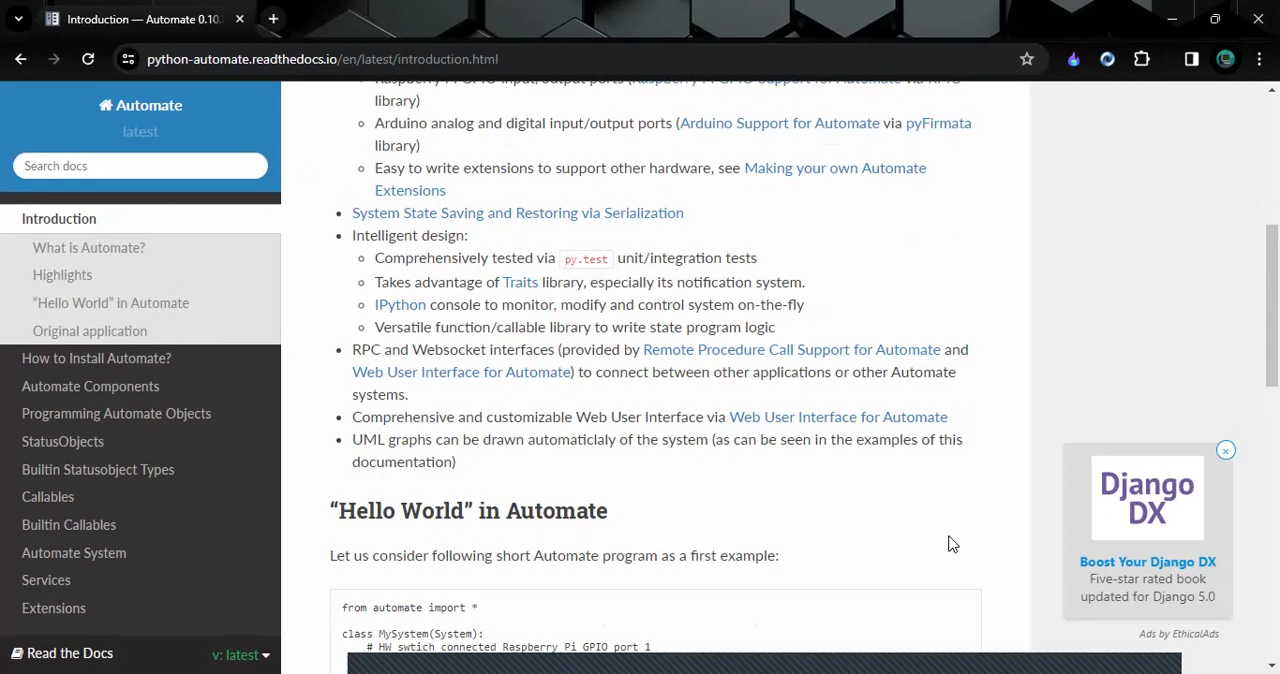 Introduction — Automate 0.10.
python-automate.readthedocs.io/en/latest/introduction.html
Automate
latest
Search docs
Introduction
What is Automate?
Highlights
“Hello World” in Automate
Original application
How to Install Automate?
Automate Components
Programming Automate Objects
StatusObjects
Builtin Statusobject Types
Callables
Builtin Callables
Automate System
Services
Extensions
Read the Docs
v: latest
library)
Arduino analog and digital input/output ports (Arduino Support for Automate via pyFirmata
library)
Easy to write extensions to support other hardware, see Making your own Automate
Extensions
System State Saving and Restoring via Serialization
Intelligent design:
Comprehensively tested via py.test unit/integration tests
Takes advantage of Traits library, especially its notification system.
IPython console to monitor, modify and control system on-the-fly
Versatile function/callable library to write state program logic
RPC and Websocket interfaces (provided by Remote Procedure Call Support for Automate and
Web User Interface for Automate) to connect between other applications or other Automate
systems.
Comprehensive and customizable Web User Interface via Web User Interface for Automate
UML graphs can be drawn automaticlaly of the system (as can be seen in the examples of this
documentation)
“Hello World” in Automate
Let us consider following short Automate program as a first example:
from automate import *
class MySystem(System):
# HW swtich connected Raspberry Pi GPIO port 1
Django
DX
Boost Your Django DX
Five-star rated book
updated for Django 5.0
Ads by EthicalAds